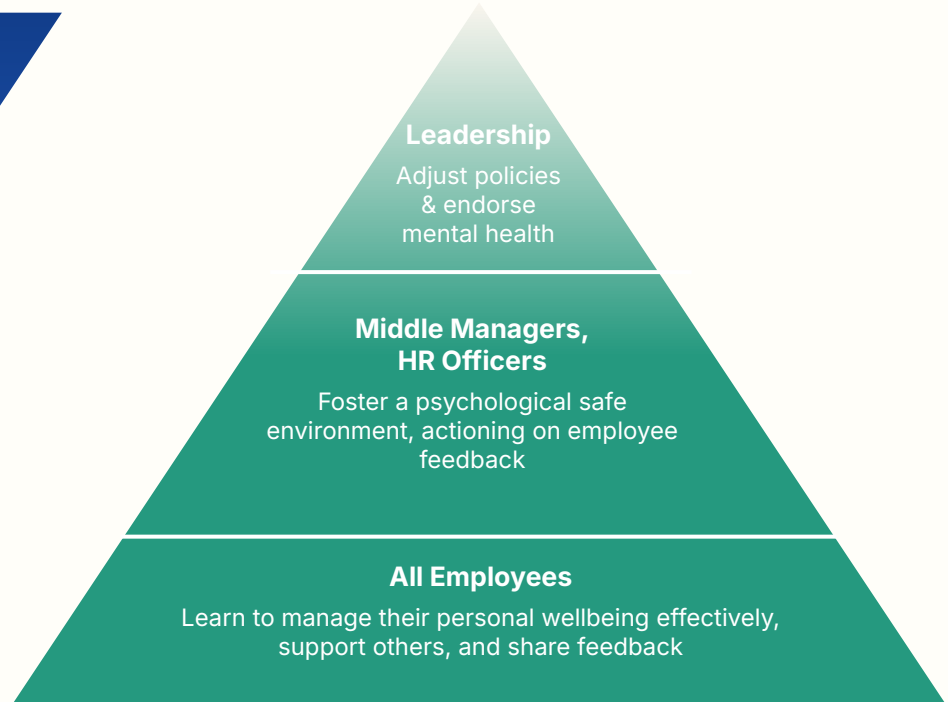 Leadership
Adjust policies
& endorse
mental health
Middle Managers,
HR Officers
Foster a psychological safe
environment, actioning on employee
feedback
All Employees
Learn to manage their personal wellbeing effectively,
support others, and share feedback